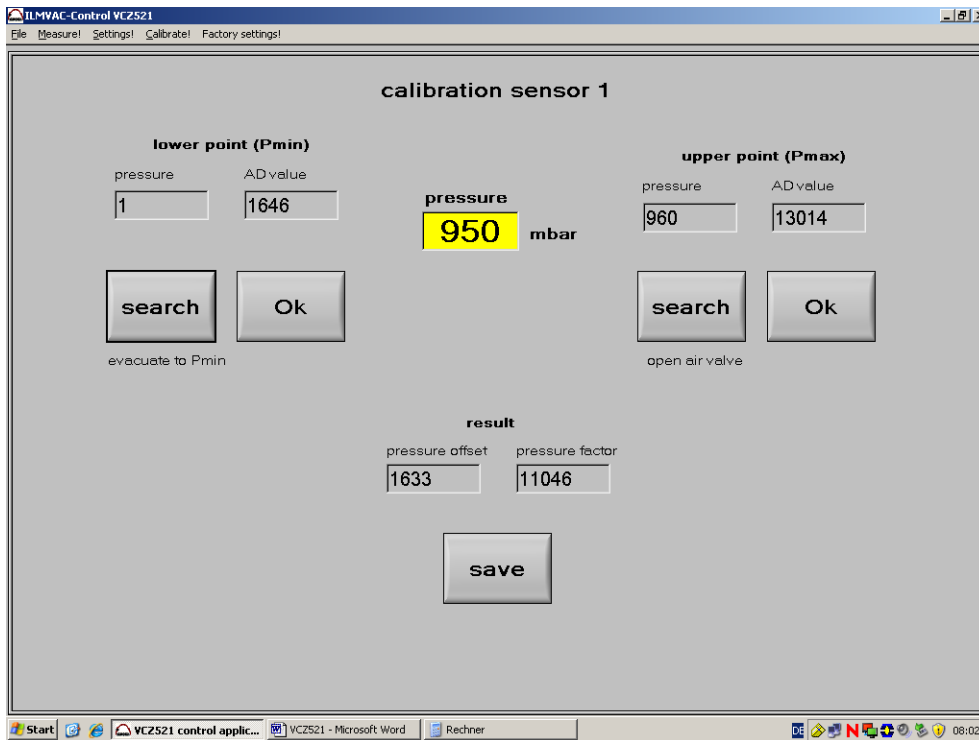 ILMVAC-Control VCZ521
File Measure! Settings! Calibrate! Factory settings!
calibration sensor 1
lower point (Pmin)
pressure AD value
1 1646
search Ok
evacuate to Pmin
pressure
950 mbar
upper point (Pmax)
pressure AD value
960 13014
search Ok
open air valve
result
pressure offset pressure factor
1633 11046
save
Start VCZ521 control applic... VCZ521 - Microsoft Word Rechner DE